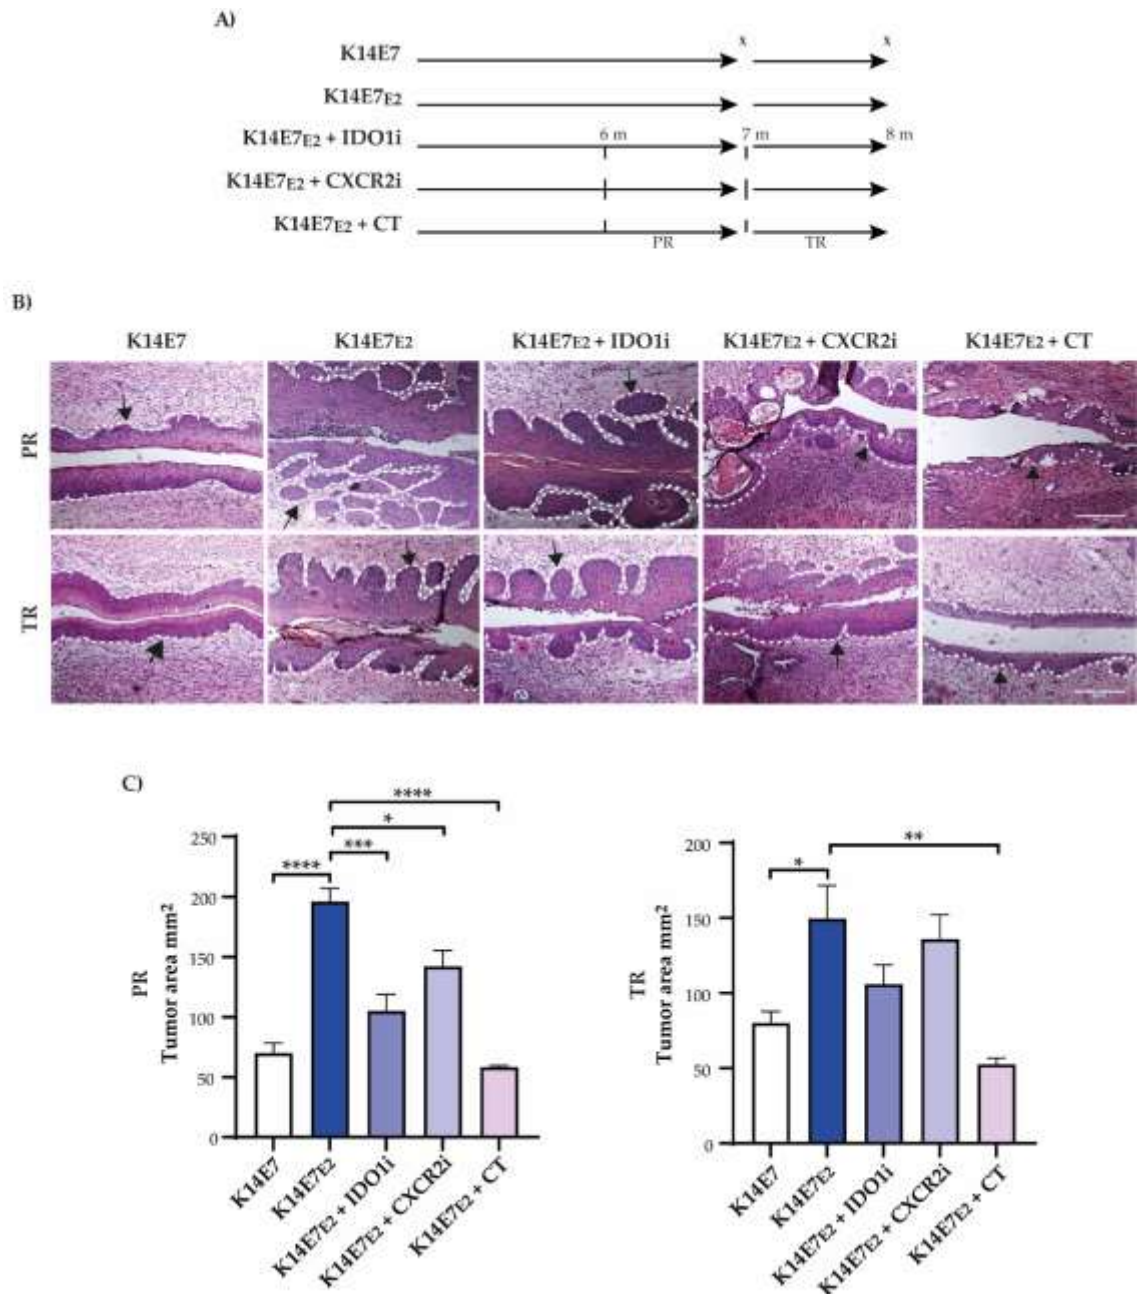 A)
K14E7
x x
K14E7E2
K14E7E2 + IDO1i
6 m 7 m 8 m
K14E7E2 + CXCR2i
K14E7E2 + CT
PR TR
B)
K14E7 K14E7E2 K14E7E2 + IDO1i K14E7E2 + CXCR2i K14E7E2 + CT
PR
TR
C)
PR
Tumor area mm²
250
200
150
100
50
0
****
*
***
****
K14E7
K14E7E2
K14E7E2 + IDO1i
K14E7E2 + CXCR2i
K14E7E2 + CT
TR
Tumor area mm²
200
150
100
50
0
**
*
K14E7
K14E7E2
K14E7E2 + IDO1i
K14E7E2 + CXCR2i
K14E7E2 + CT